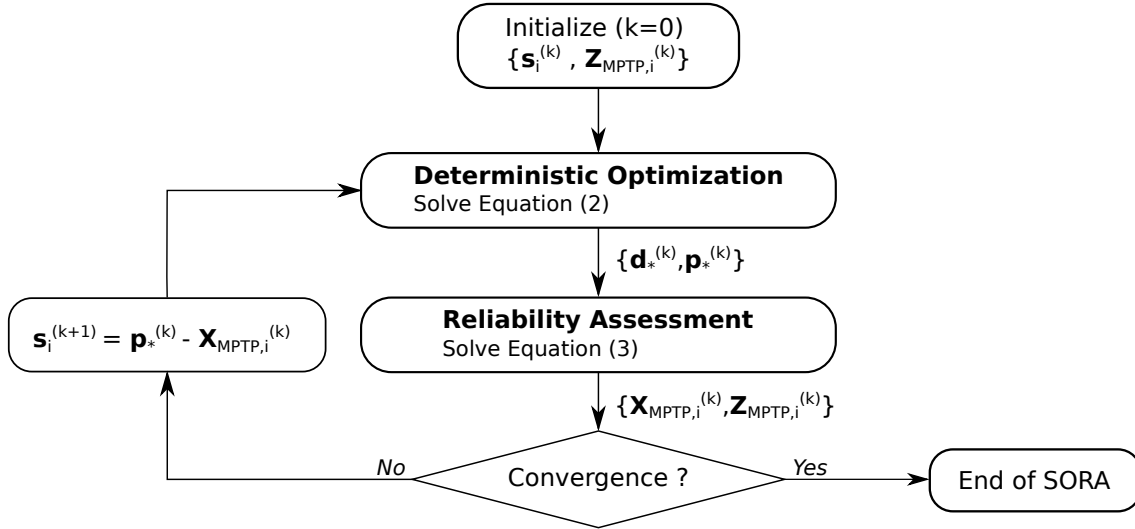 Initialize (k=0)
{s_i^(k) , Z_MPTP,i^(k)}
Deterministic Optimization
Solve Equation (2)
{d_*^(k),p_*^(k)}
Reliability Assessment
Solve Equation (3)
s_i^(k+1) = p_*^(k) - X_MPTP,i^(k)
{X_MPTP,i^(k),Z_MPTP,i^(k)}
No
Convergence ?
Yes
End of SORA